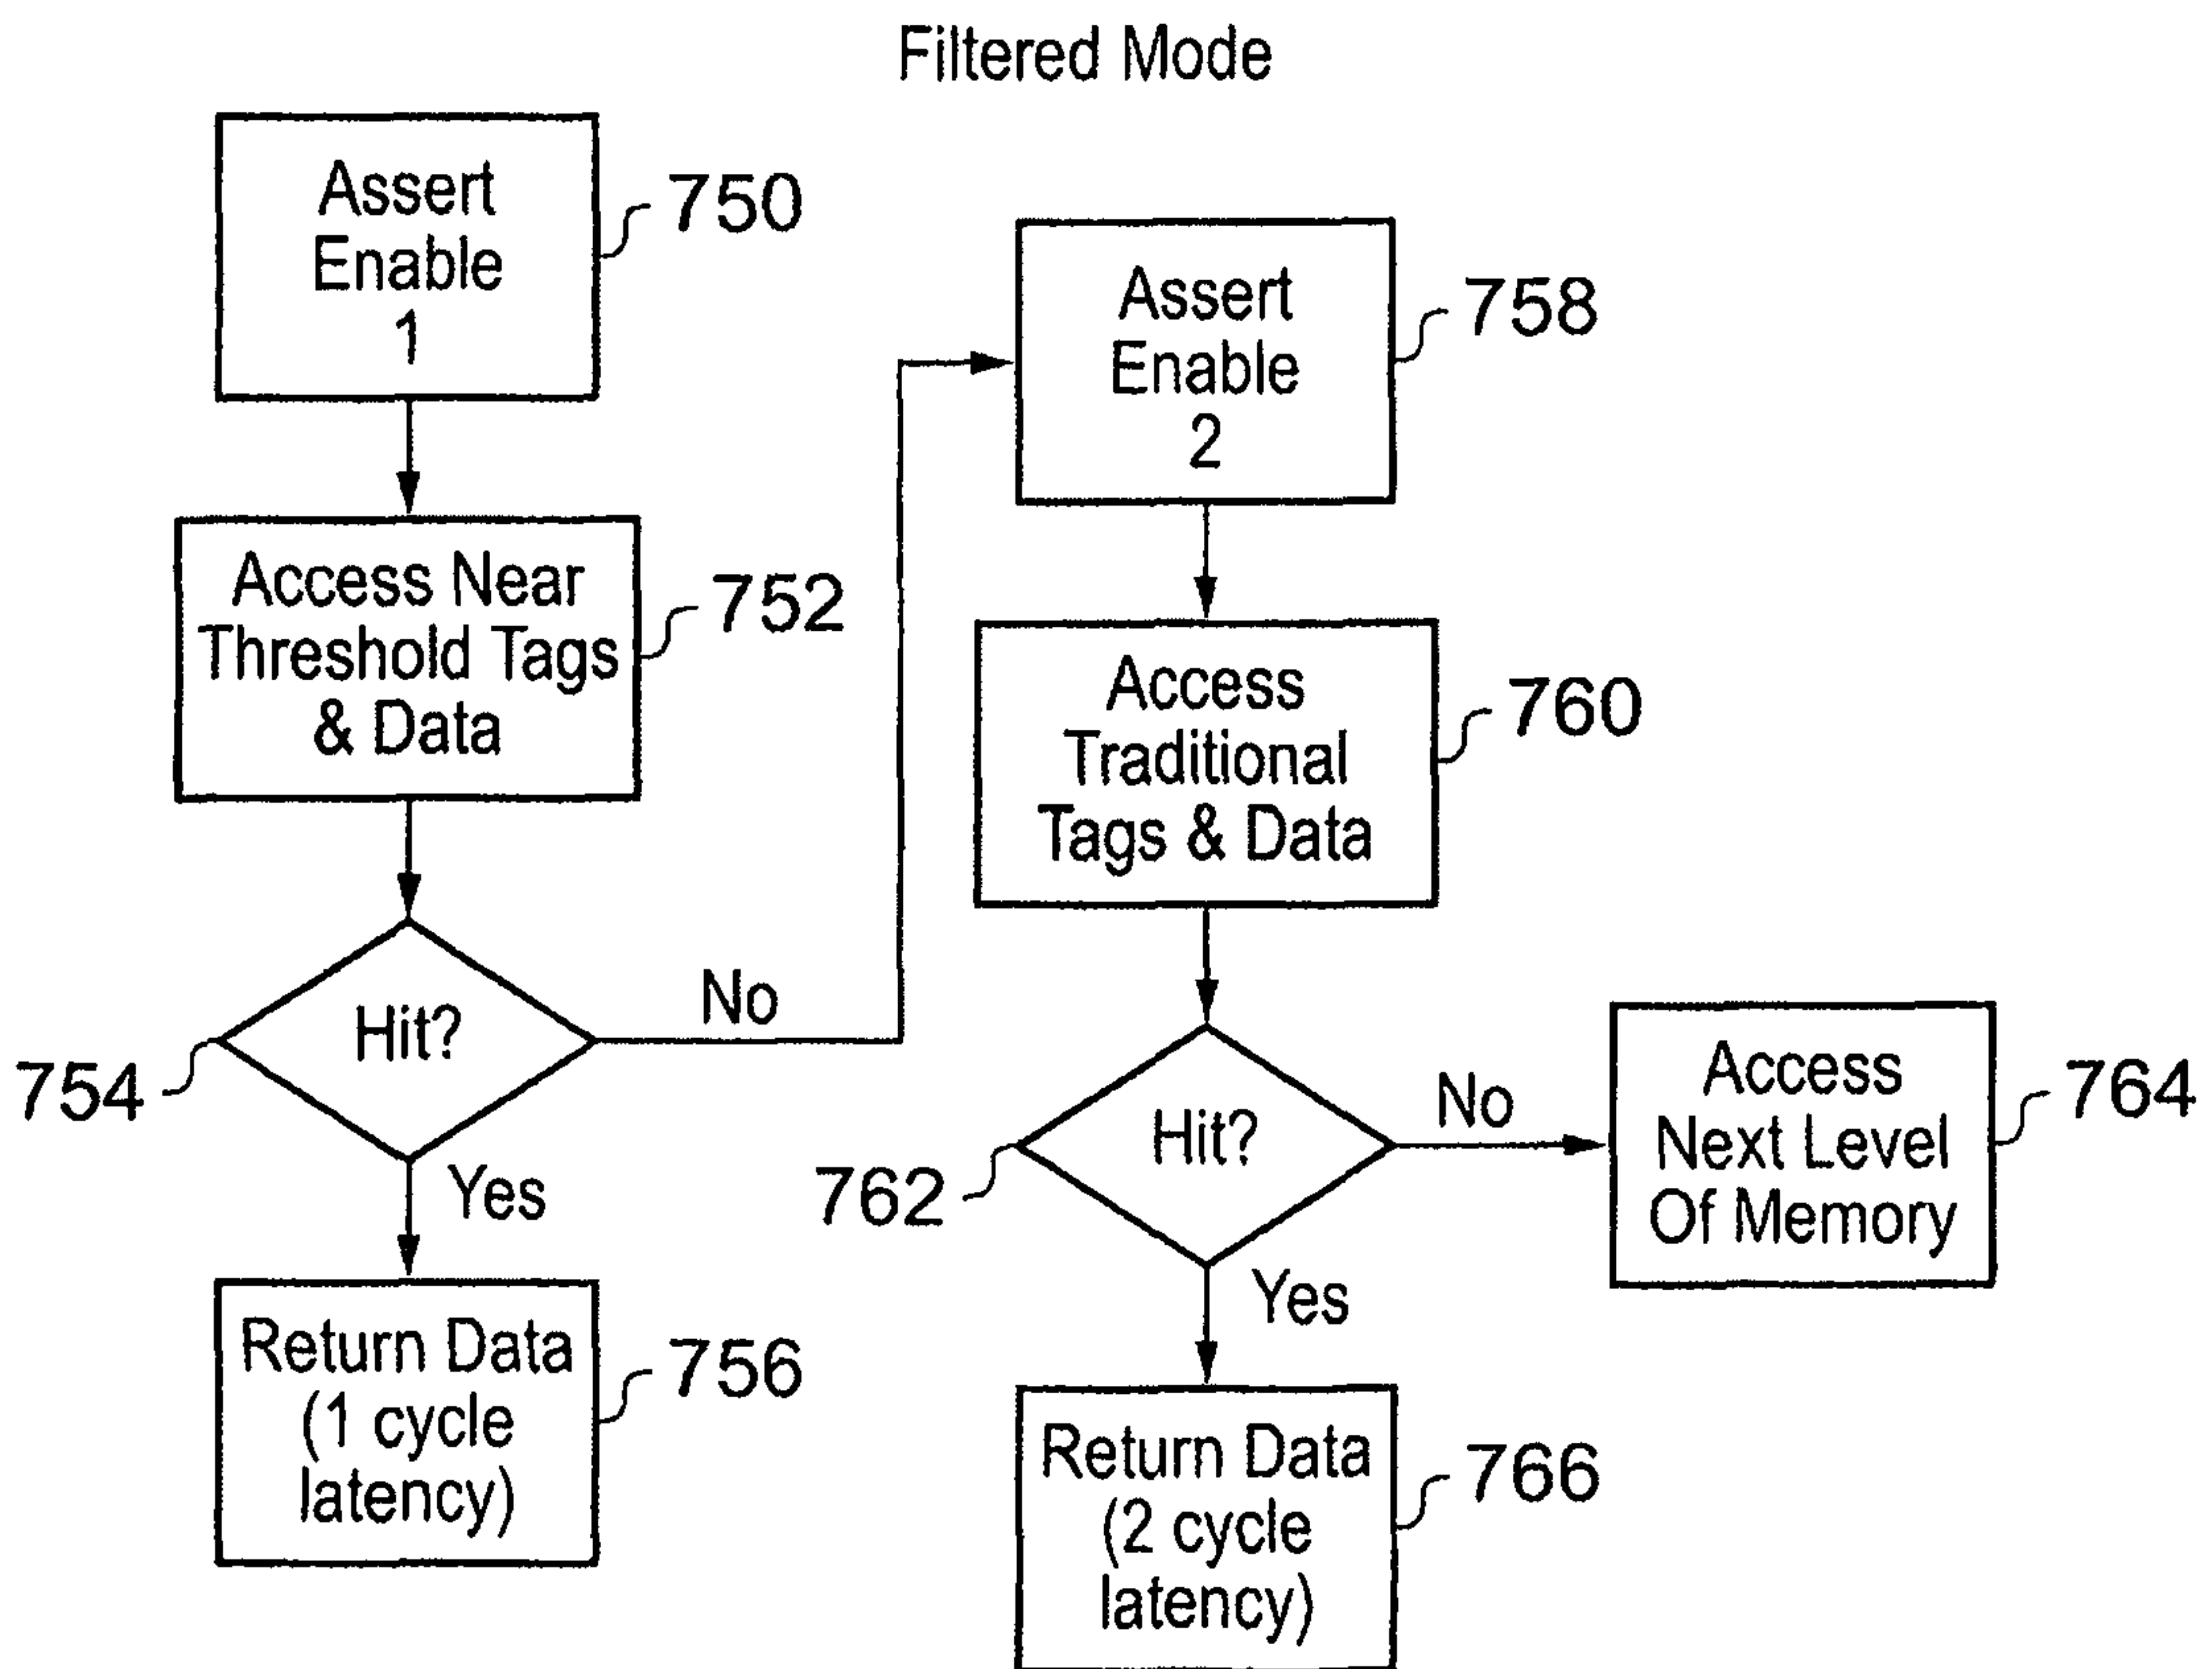 Filtered Mode
Assert
Enable
1
750
Access Near
Threshold Tags
& Data
752
Hit?
754
No
Yes
Return Data
(1 cycle
latency)
756
Assert
Enable
2
758
Access
Traditional
Tags & Data
760
Hit?
762
No
Access
Next Level
Of Memory
764
Yes
Return Data
(2 cycle
latency)
766